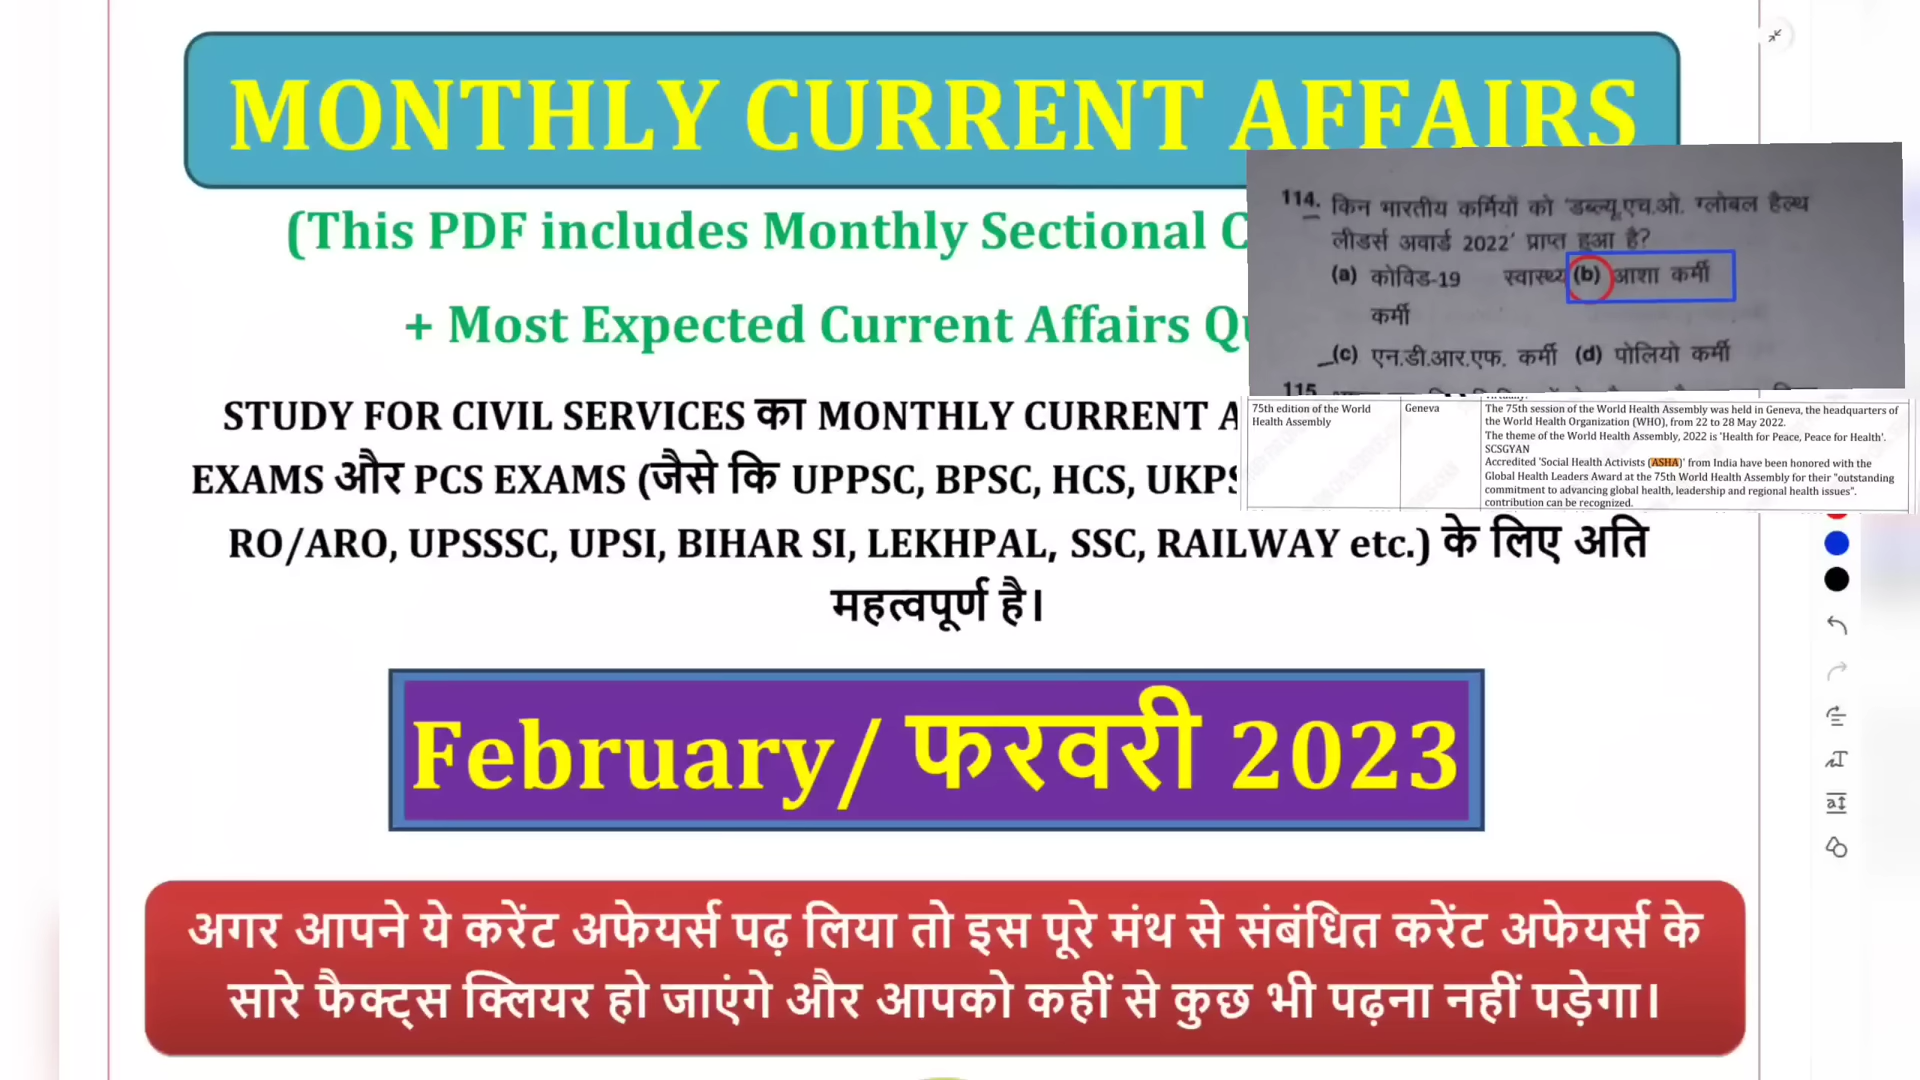 MONTHLY CURRENT AFFAIRS
(This PDF includes Monthly Sectional C
+ Most Expected Current Affairs
STUDY FOR CIVIL SERVICES का MONTHLY CURRENT
EXAMS और PCS EXAMS (जैसे कि UPPSC, BPSC, HCS,
RO/ARO, UPSSSC, UPSI, BIHAR SI, LEKHPAL, SSC, RAILWAY etc.) के लिए अति
महत्वपूर्ण है।
February/ फरवरी 2023
अगर आपने ये करेंट अफेयर्स पढ़ लिया तो इस पूरे मंथ से संबंधित करेंट अफेयर्स के
सारे फैक्ट्स क्लियर हो जाएंगे और आपको कहीं से कुछ भी पढ़ना नहीं पड़ेगा।
114. किन भारतीय कर्मियों को 'डब्ल्यू.एच.ओ. ग्लोबल हैल्थ
लीडर्स अवार्ड 2022' प्राप्त हुआ है?
(a) कोविड-19 स्वास्थ्य (b) आशा कर्मी
कर्मी
(c) एन.डी.आर.एफ. कर्मी (d) पोलियो कर्मी
115
75th edition of the World
Health Assembly
Geneva
The 75th session of the World Health Assembly was held in Geneva, the headquarters of
the World Health Organization (WHO), from 22 to 28 May 2022.
The theme of the World Health Assembly, 2022 is 'Health for Peace, Peace for Health'.
SCSGYAN
Accredited 'Social Health Activists (ASHA)' from India have been honored with the
Global Health Leaders Award at the 75th World Health Assembly for their "outstanding
commitment to advancing global health, leadership and regional health issues".
contribution can be recognized.